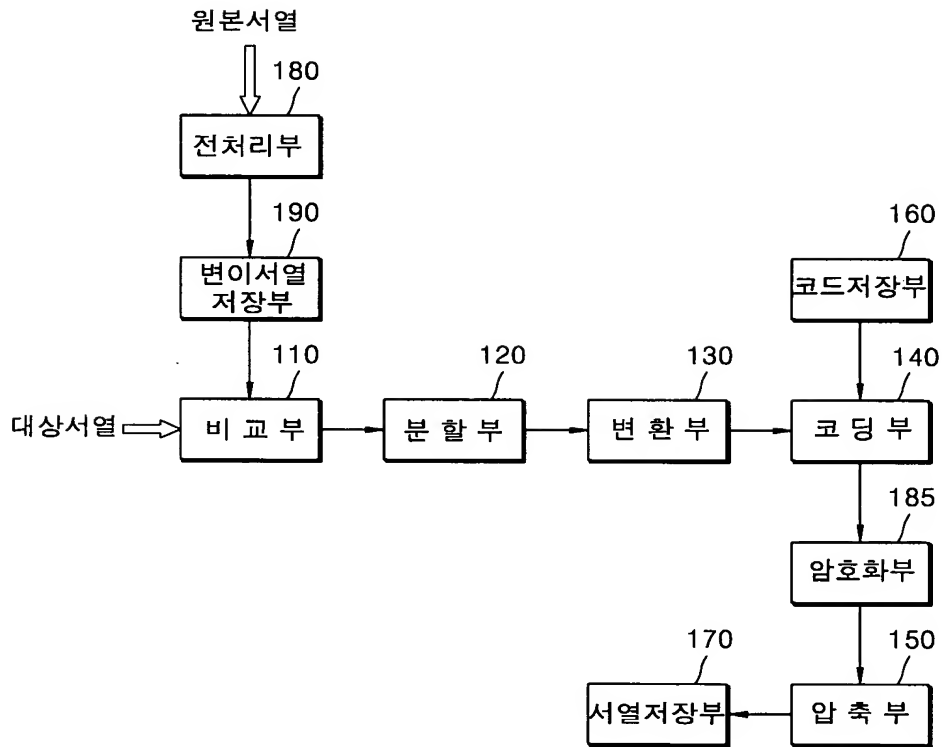 원본서열
180
전처리부
190
변이서열
저장부
160
코드저장부
110
120
130
140
대상서열
비 교 부
분 할 부
변 환 부
코 딩 부
185
암호화부
170
150
서열저장부
압 축 부